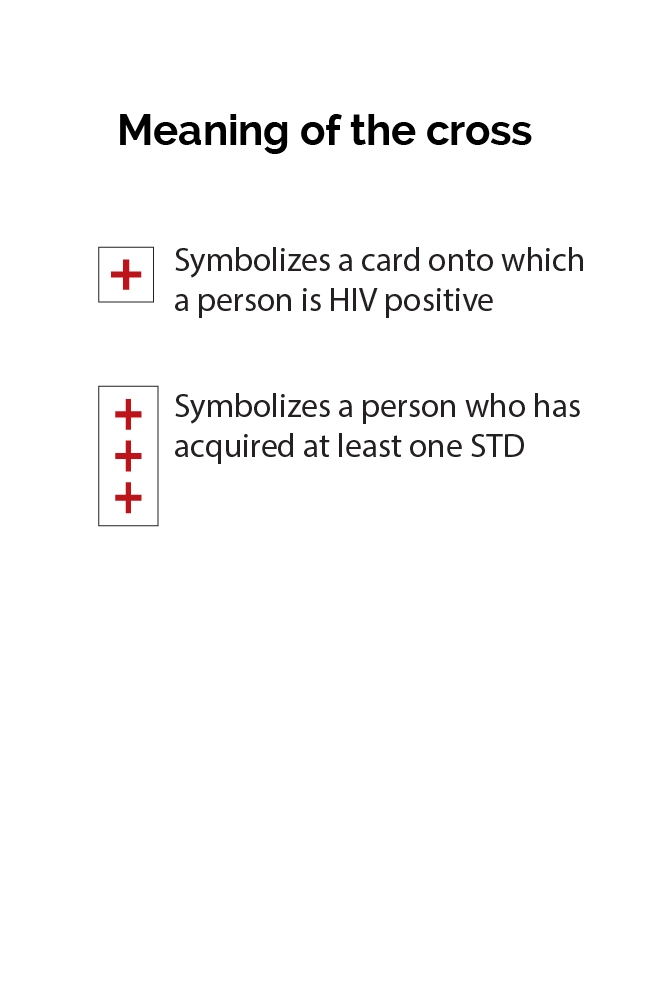 Meaning of the cross
Symbolizes a card onto which
a person is HIV positive
Symbolizes a person who has
acquired at least one STD